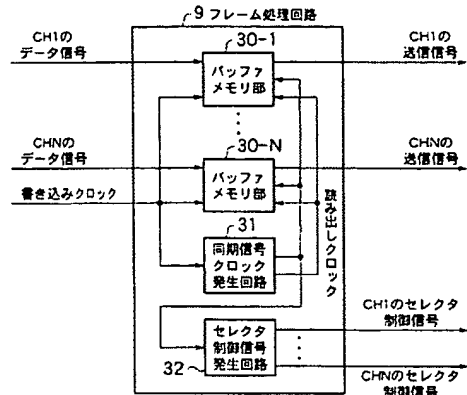 9 フレーム処理回路
CH1の
データ信号
30-1
バッファ
メモリ部
CH1の
送信信号
CHNの
データ信号
30-N
バッファ
メモリ部
CHNの
送信信号
書き込みクロック
31
同期信号
クロック
発生回路
読み出しクロック
セレクタ
制御信号
発生回路
32
CH1のセレクタ
制御信号
CHNのセレクタ
制御信号